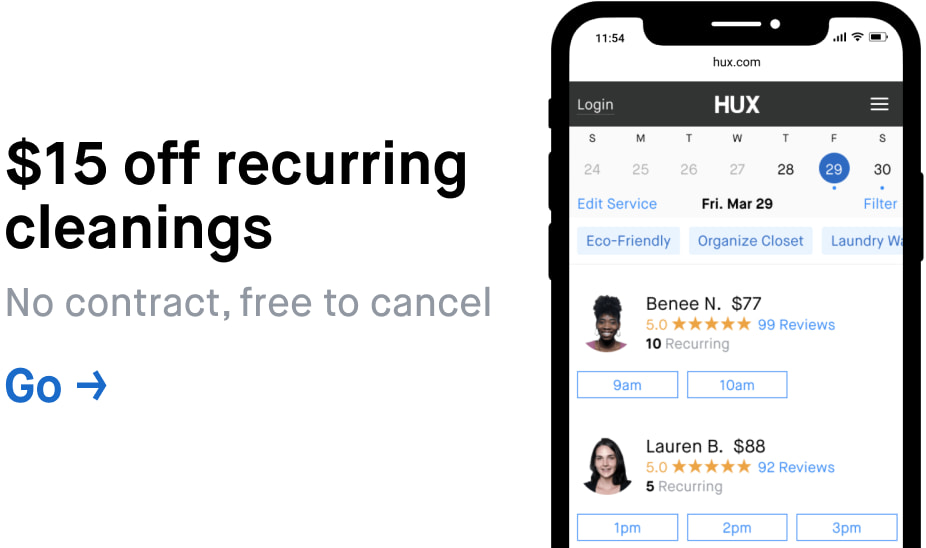 $15 off recurring
cleanings
No contract, free to cancel
Go →
11:54
hux.com
Login HUX
S M T W T F S
24 25 26 27 28 29 30
Edit Service Fri. Mar 29 Filter
Eco-Friendly Organize Closet Laundry
Benee N. $77
5.0 ★★★★★ 99 Reviews
10 Recurring
9am 10am
Lauren B. $88
5.0 ★★★★★ 92 Reviews
5 Recurring
1pm 2pm 3pm